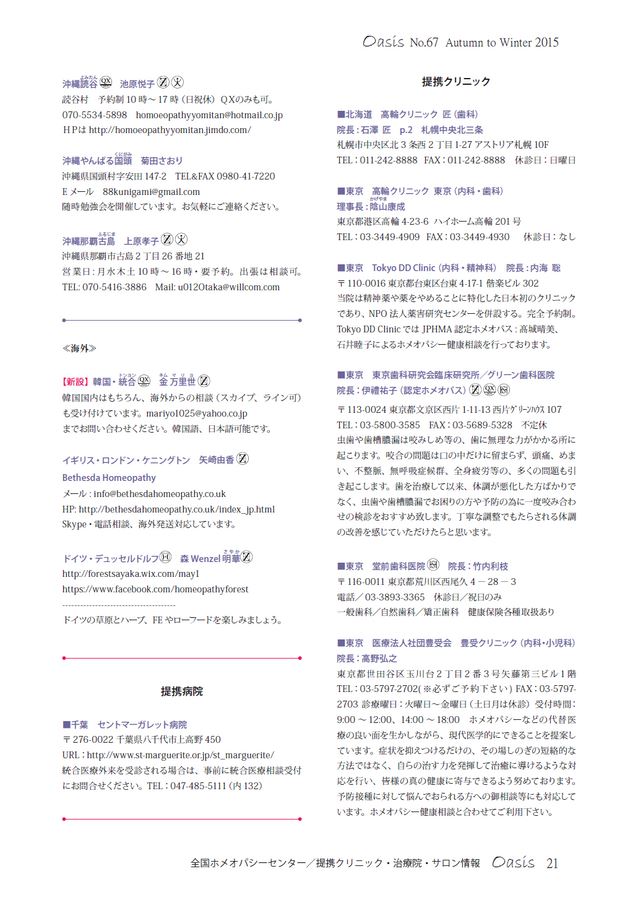 Oasis No.67 Autumn to Winter 2015
沖縄読谷 QX 池原悦子 Z 火
よみたん
読谷村 予約制 10 時〜 17 時 (日祝休) QXのみも可。
070-5534-5898 homoeopathyyomitan@hotmail.co.jp
HPは http://homoeopathyyomitan.jimdo.com/
沖縄やんばる国頭 菊田さおり
くにがみ
沖縄県国頭村字安田 147-2 TEL&FAX 0980-41-7220
E メール 88kunigami@gmail.com
随時勉強会を開催しています。お気軽にご連絡ください。
沖縄那覇古島 上原孝子 Z 火
ふるじま
沖縄県那覇市古島 2 丁目 26 番地 21
営業日 : 月水木土 10 時〜 16 時・要予約。出張は相談可。
TEL: 070-5416-3886 Mail: u0120taka@willcom.com
≪海外≫
【新設】韓国・統合 QX 金 万里世 Z
トンヨン キム マリヨ
韓国国内はもちろん、海外からの相談 (スカイプ、ライン可)
も受け付けています。mariyo1025@yahoo.co.jp
までお問い合わせください。韓国語、日本語可能です。
イギリス・ロンドン・ケニングトン 矢崎由香 Z
Bethesda Homeopathy
メール : info@bethesdahomeopathy.co.uk
HP: http://bethesdahomeopathy.co.uk/index_jp.html
Skype・電話相談、海外発送対応しています。
ドイツ・デュッセルドルフ H 森 Wenzel 明華 Z
さやか
http://forestsayaka.wix.com/may1
https://www.facebook.com/homeopathyforest
--------------------------------------
ドイツの草原とハーブ、FE やローフードを楽しみましょう。
提携病院
■千葉 セントマーガレット病院
〒 276-0022 千葉県八千代市上高野 450
URL : http://www.st-marguerite.or.jp/st_marguerite/
統合医療外来を受診される場合は、事前に統合医療相談受付
にお問合せください。TEL : 047-485-5111 (内 132)
提携クリニック
■北海道 高輪クリニック 匠 (歯科)
院長 : 石澤 匠 p.2 札幌中央北三条
札幌市中央区北 3 条西 2 丁目 1-27 アストリア札幌 10F
TEL : 011-242-8888 FAX : 011-242-8888 休診日 : 日曜日
■東京 高輪クリニック 東京 (内科・歯科)
理事長 : 陰山康成
かげやま
東京都港区高輪 4-23-6 ハイホーム高輪 201 号
TEL : 03-3449-4909 FAX : 03-3449-4930 休診日 : なし
■東京 Tokyo DD Clinic (内科・精神科) 院長 : 内海 聡
〒 110-0016 東京都台東区台東 4-17-1 偕楽ビル 302
当院は精神薬や薬をやめることに特化した日本初のクリニック
であり、NPO 法人薬害研究センターを併設する。完全予約制。
Tokyo DD Clinic では JPHMA 認定ホメオパス : 高城晴美、
石井睦子によるホメオパシー健康相談を行っております。
■東京 東京歯科研究会臨床研究所／グリーン歯科医院
院長 : 伊禮祐子 (認定ホメオパス) Z QX
〒 113-0024 東京都文京区西片 1-11-13 西片ｸﾞﾘｰﾝﾊｳｽ 107
TEL : 03-5800-3585 FAX : 03-5689-5328 不定休
虫歯や歯槽膿漏は咬みしめ等の、歯に無理な力がかかる所に
起こります。咬合の問題は口の中だけに留まらず、頭痛、めま
い、不整脈、無呼吸症候群、全身疲労等の、多くの問題も引
き起こします。歯を治療して以来、体調が悪化した方ばかりで
なく、虫歯や歯槽膿漏でお困りの方や予防の為に一度咬み合わ
せの検診をおすすめ致します。丁寧な調整でもたらされる体調
の改善を感じていただけたらと思います。
■東京 堂前歯科医院 院長 : 竹内利枝
〒 116-0011 東京都荒川区西尾久 4 − 28 − 3
電話／ 03-3893-3365 休診日／祝日のみ
一般歯科／自然歯科／矯正歯科 健康保険各種取扱あり
■東京 医療法人社団豊受会 豊受クリニック (内科・小児科)
院長 : 高野弘之
東京都世田谷区玉川台 2 丁目 2 番 3 号矢藤第三ビル 1 階
TEL : 03-5797-2702( ※必ずご予約下さい ) FAX : 03-5797-
2703 診療曜日 : 火曜日〜金曜日 (土日月は休診) 受付時間 :
9:00 〜 12:00、14:00 〜 18:00 ホメオパシーなどの代替医
療の良い面を生かしながら、現代医学的にできることを提案し
ています。症状を抑えつけるだけの、その場しのぎの短絡的な
方法ではなく、自らの治す力を発揮して治癒に導けるような対
応を行い、皆様の真の健康に寄与できるよう努めております。
予防接種に対して悩んでおられる方への御相談等にも対応して
います。ホメオパシー健康相談と合わせてご利用下さい。
全国ホメオパシーセンター／提携クリニック・治療院・サロン情報 Oasis 21